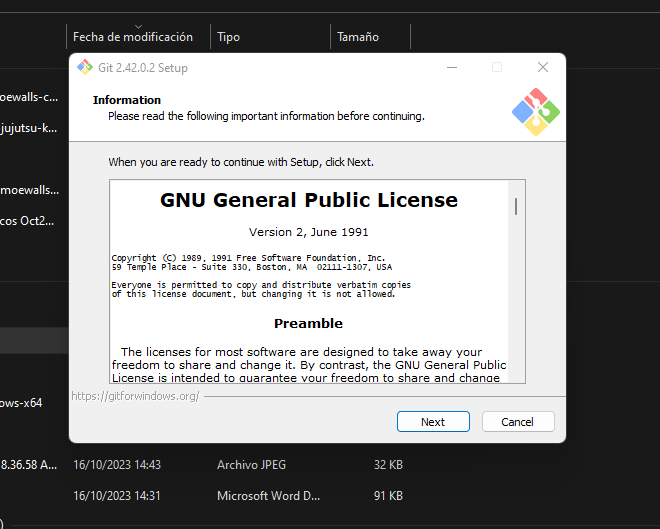 Fecha de modificación Tipo Tamaño
Git 2.42.0.2 Setup
Information
Please read the following important information before continuing.
When you are ready to continue with Setup, click Next.
GNU General Public License
Version 2, June 1991
Copyright (C) 1989, 1991 Free Software Foundation, Inc.
59 Temple Place - Suite 330, Boston, MA  02111-1307, USA
Everyone is permitted to copy and distribute verbatim copies
of this license document, but changing it is not allowed.
Preamble
The licenses for most software are designed to take away your
freedom to share and change it. By contrast, the GNU General Public
License is intended to guarantee your freedom to share and change
https://gitforwindows.org/
Next Cancel
oewalls-c...
jujutsu-k...
moewalls...
cos Oct2...
ows-x64
8.36.58 A... 16/10/2023 14:43 Archivo JPEG 32 KB
16/10/2023 14:31 Microsoft Word D... 91 KB
)